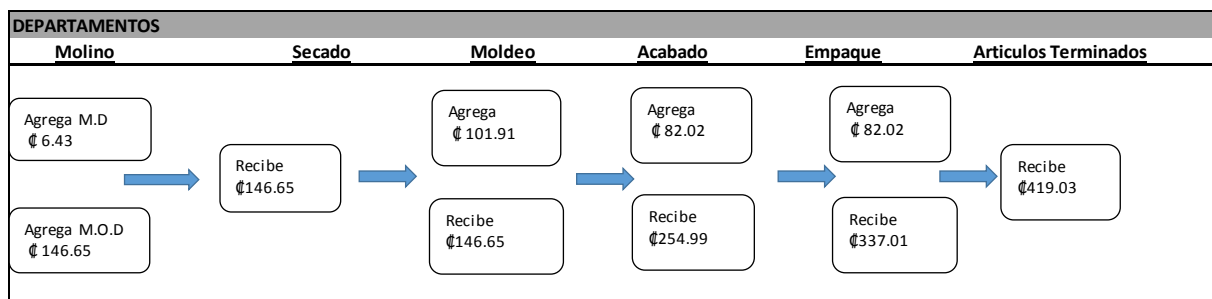 DEPARTAMENTOS
Molino Secado Moldeo Acabado Empaque Articulos Terminados
Agrega M.D
₡ 6.43
Agrega M.O.D
₡ 146.65
Recibe
₡146.65
Agrega
₡ 101.91
Recibe
₡146.65
Agrega
₡ 82.02
Recibe
₡254.99
Agrega
₡ 82.02
Recibe
₡337.01
Recibe
₡419.03